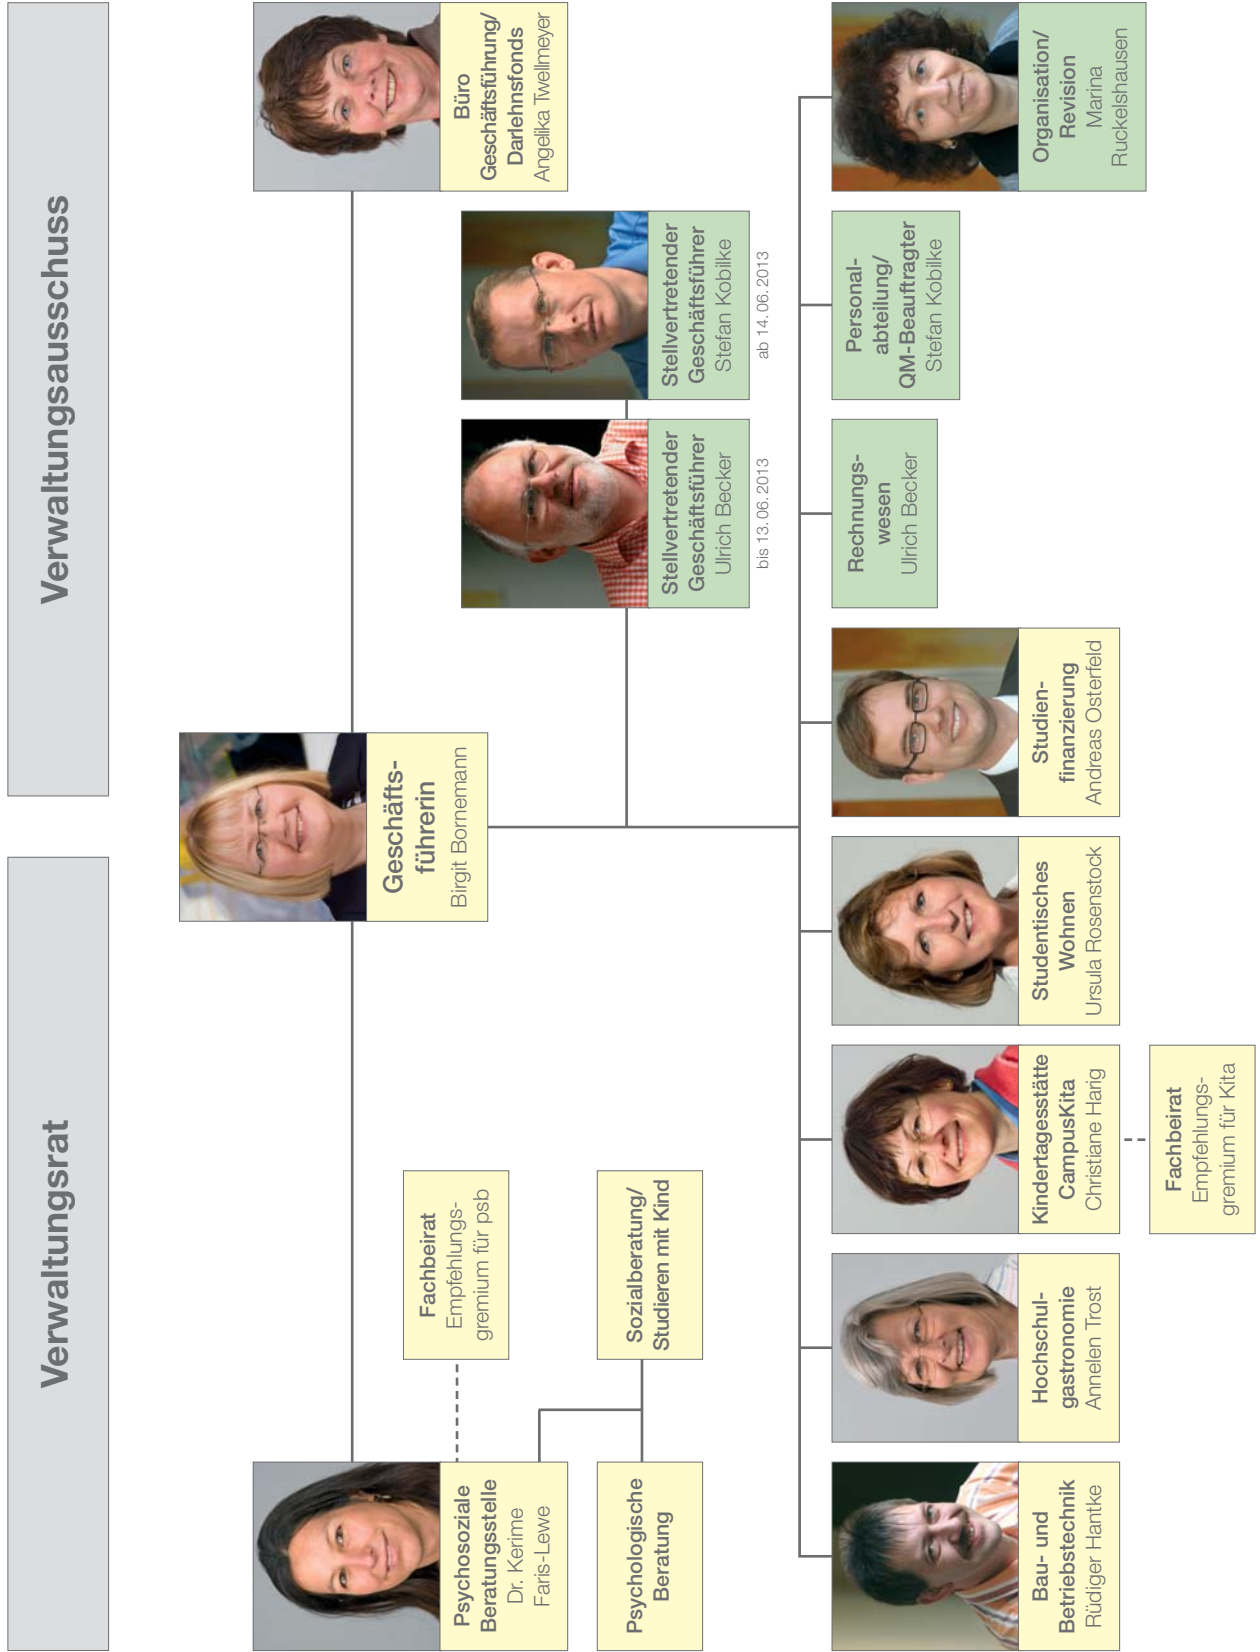 Verwaltungsrat
Verwaltungsausschuss
Geschäfts-
führerin
Birgit Bornemann
Psychosoziale
Beratungsstelle
Dr. Kerime
Faris-Lewe
Fachbeirat
Empfehlungs-
gremium für psb
Psychologische
Beratung
Sozialberatung/
Studieren mit Kind
Büro
Geschäftsführung/
Darlehnsfonds
Angelika Twellmeyer
Stellvertretender
Geschäftsführer
Ulrich Becker
bis 13. 06. 2013
Stellvertretender
Geschäftsführer
Stefan Kobilke
ab 14. 06. 2013
Bau- und
Betriebstechnik
Rüdiger Hantke
Hochschul-
gastronomie
Annelen Trost
Kindertagesstätte
CampusKita
Christiane Harig
Fachbeirat
Empfehlungs-
gremium für Kita
Studentisches
Wohnen
Ursula Rosenstock
Studien-
finanzierung
Andreas Osterfeld
Rechnungs-
wesen
Ulrich Becker
Personal-
abteilung/
QM-Beauftragter
Stefan Kobilke
Organisation/
Revision
Marina
Ruckelshausen